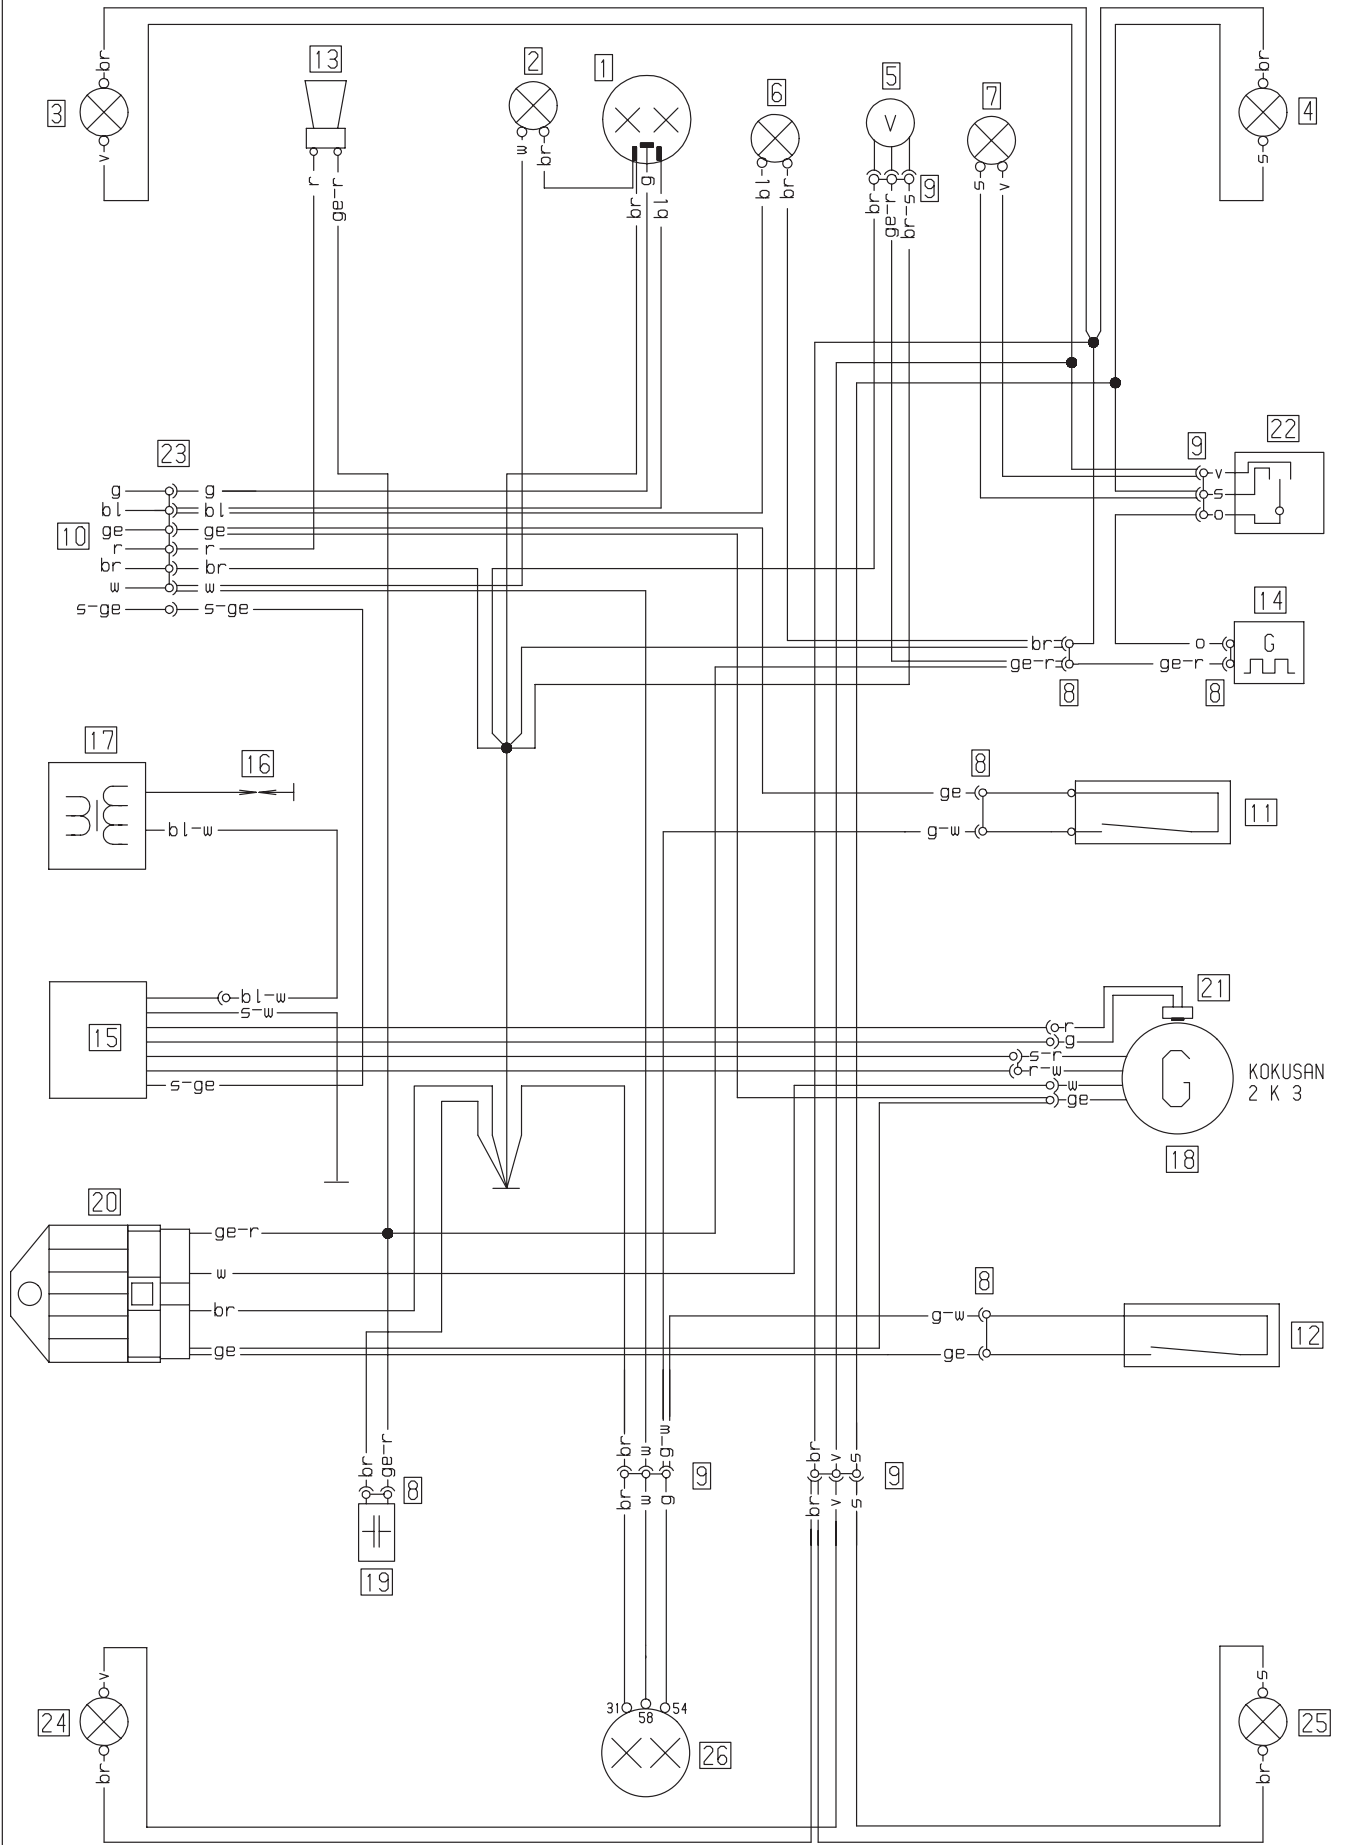 br
br
13
2
1
6
5
7
3
4
V
v
w
br
s
r
ge-r
br
g
bl
bl
br
br
ge-r
br-s
9
s
v
23
9
22
g
g
v
bl
bl
s
10
ge
ge
o
r
r
br
br
w
w
14
s-ge
s-ge
br
o
G
ge-r
ge-r
8
8
17
16
8
ge
11
bl-w
g-w
21
bl-w
s-w
15
r
g
s-r
r-w
G
KOKUSAN
2 K 3
s-ge
w
ge
18
20
ge-r
w
8
br
g-w
12
ge
ge
br
ge-r
br
w
g-w
br
v
s
8
9
9
br
w
g
br
v
s
19
v
s
31
58
54
24
26
25
br
br